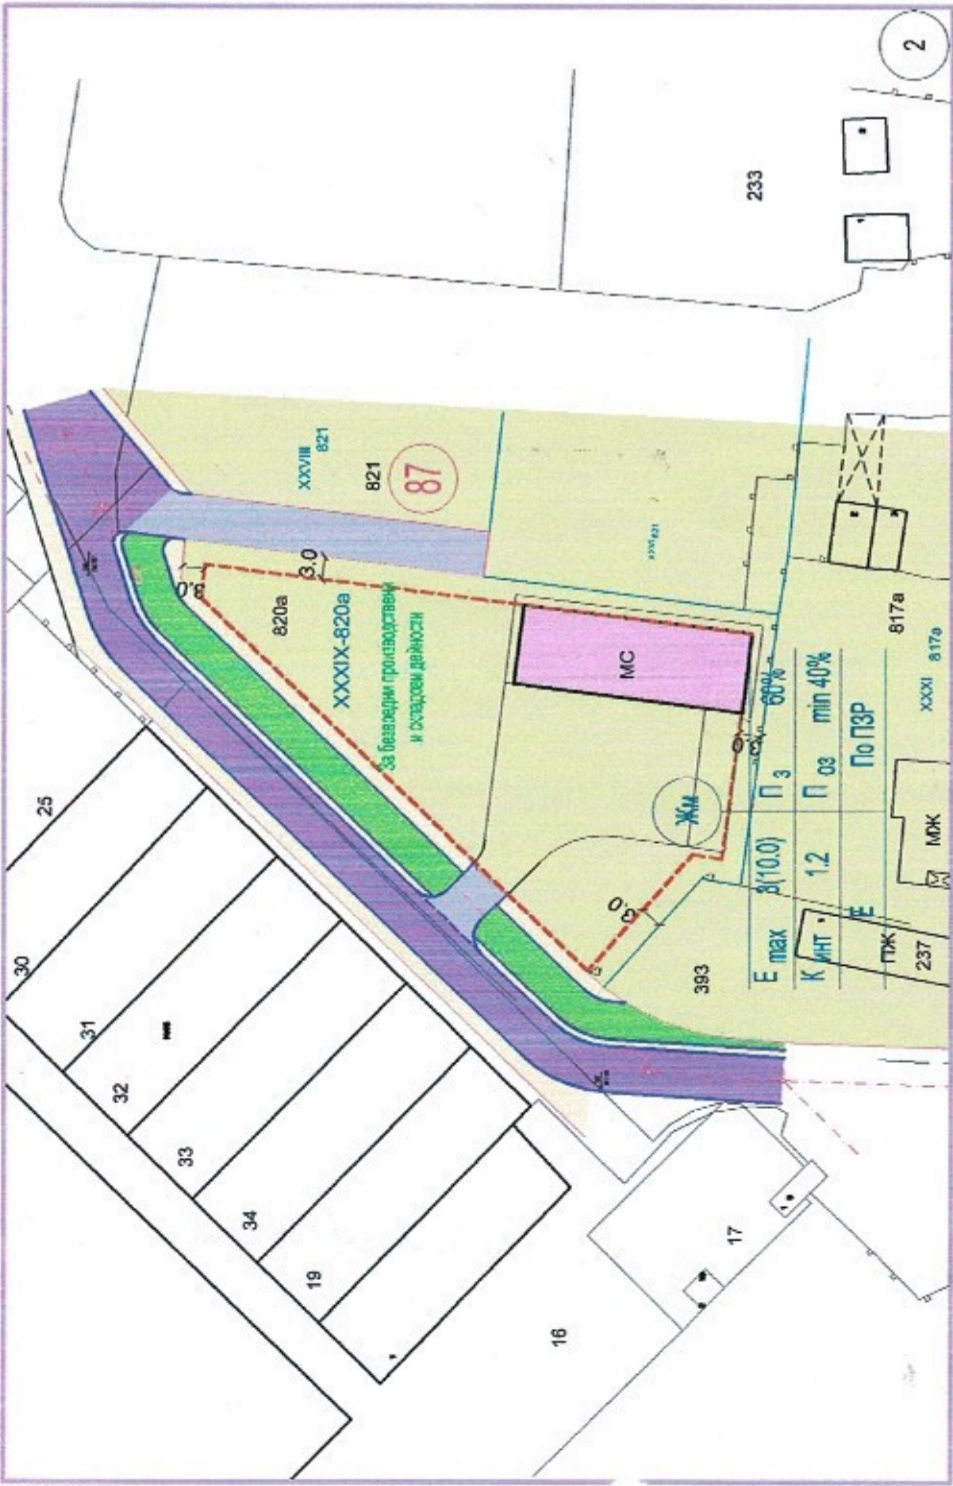 2
233
XXVIII
821
821
87
3.0
3.0
820а
XXXIX-820а
За безвредни производствени
и складови дейности
МС
Жм
3.0
3.0
E max 3(10.0) П з 60%
К инт 1.2 П оз min 40%
E По ПЗР
817а
XXXI 817а
МЖ
ПЖ
237
393
25
30
31
32
33
34
19
16
17